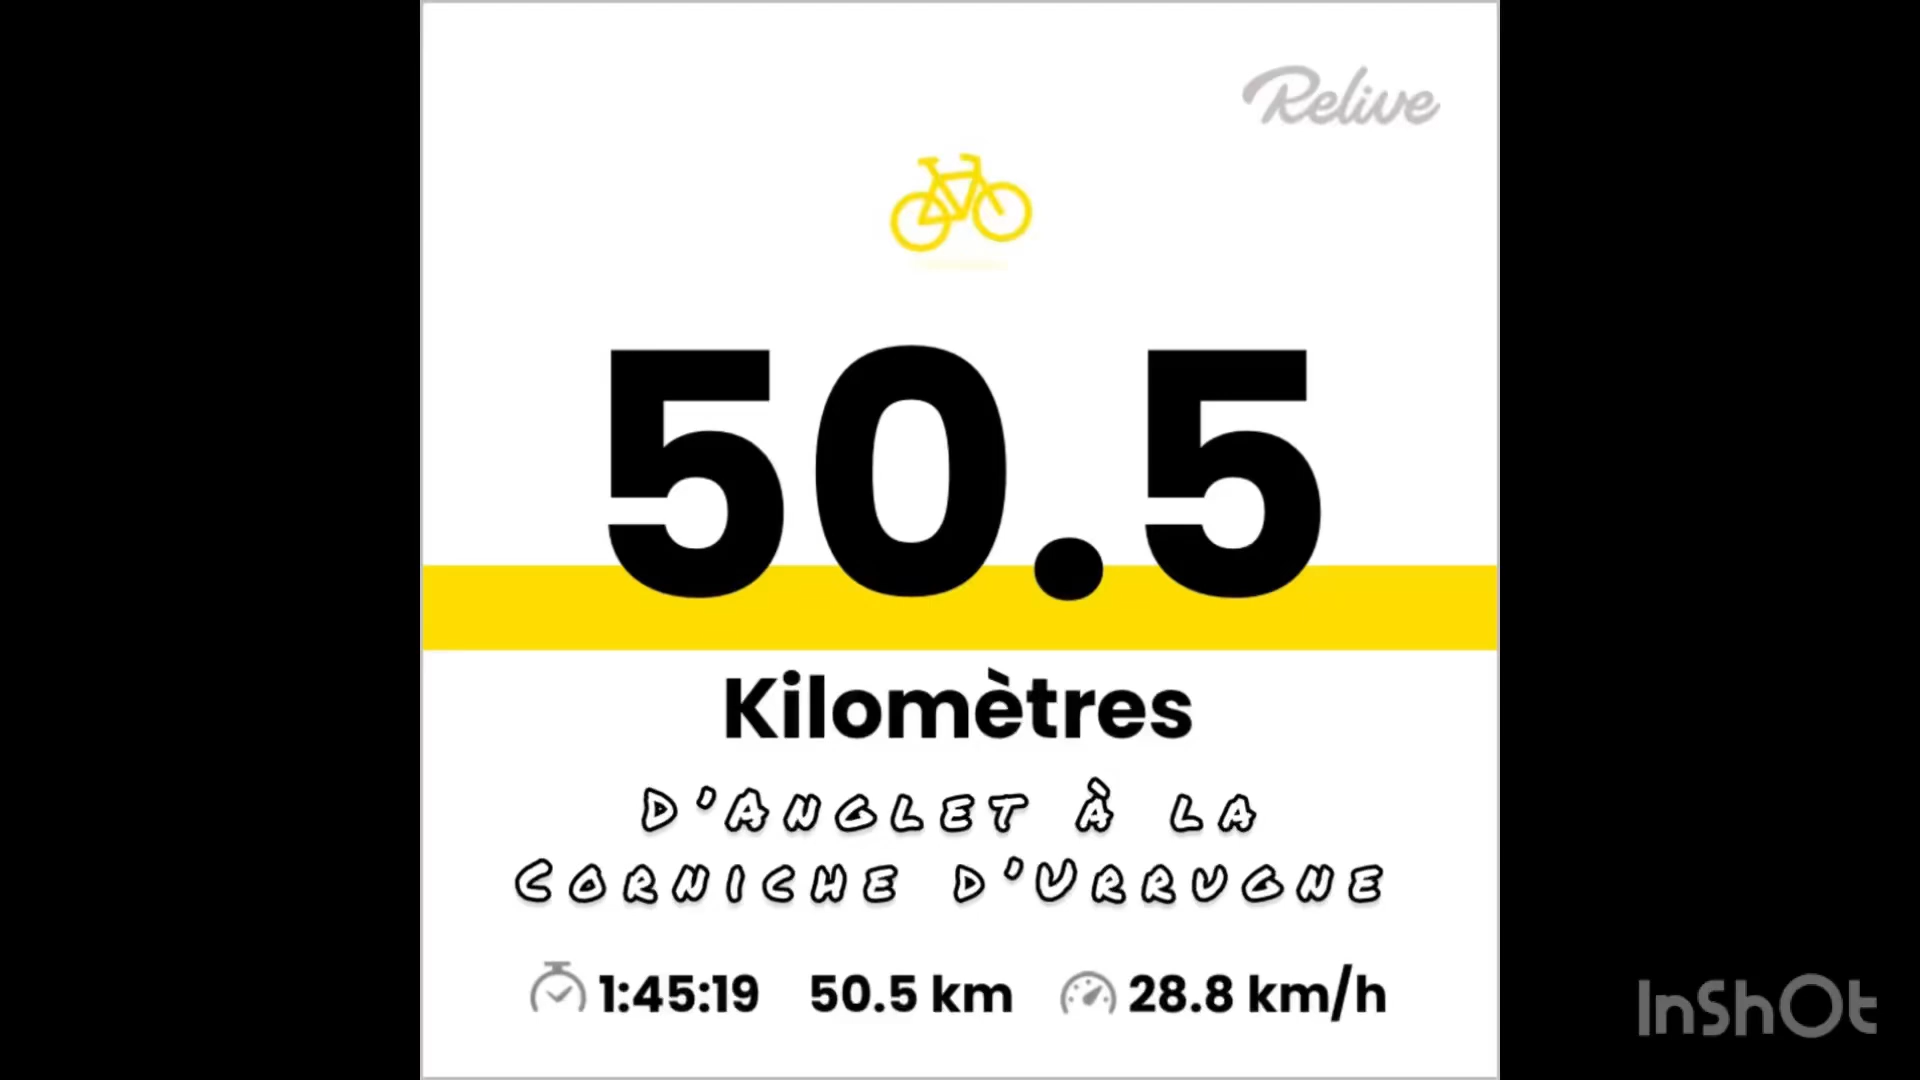 Relive
50.5
Kilomètres
D'Anglet à la
Corniche d'Urrugne
1:45:19 50.5 km 28.8 km/h
InShOt